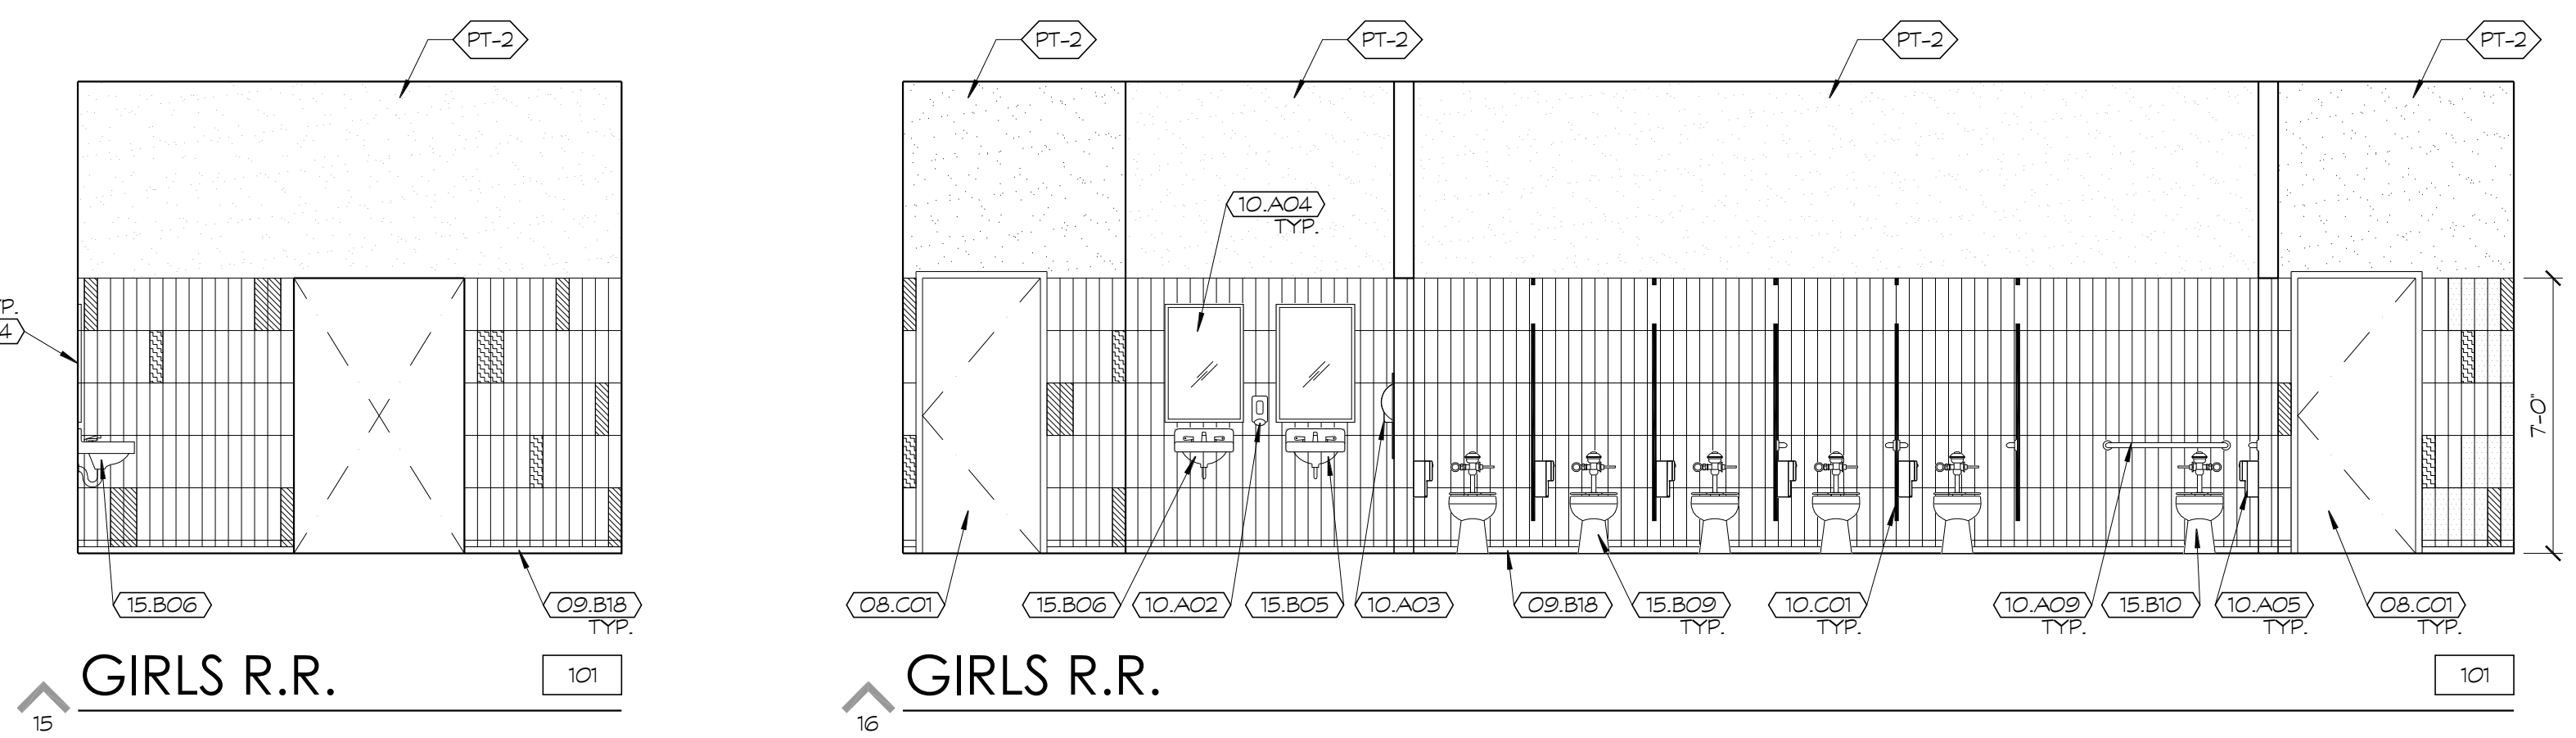 PT-2
PT-2
PT-2
PT-2
PT-2
10.A04
TYP.
7'-0"
15.B06
09.B18
TYP.
08.C01
15.B06
10.A02
15.B05
10.A03
09.B18
15.B09
TYP.
10.C01
TYP.
10.A09
TYP.
15.B10
10.A05
TYP.
08.C01
TYP.
GIRLS R.R.
101
15
GIRLS R.R.
101
16